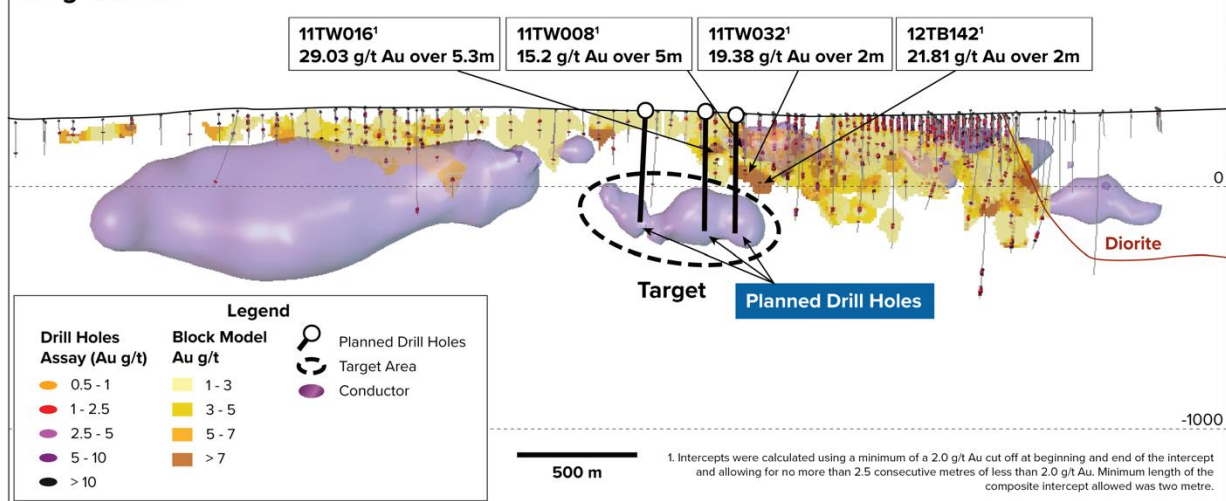 11TW016¹
29.03 g/t Au over 5.3m
11TW008¹
15.2 g/t Au over 5m
11TW032¹
19.38 g/t Au over 2m
12TB142¹
21.81 g/t Au over 2m
0
Diorite
Target
Planned Drill Holes
Legend
Drill Holes
Assay (Au g/t)
0.5 - 1
1 - 2.5
2.5 - 5
5 - 10
> 10
Block Model
Au g/t
1 - 3
3 - 5
5 - 7
> 7
Planned Drill Holes
Target Area
Conductor
-1000
500 m
1. Intercepts were calculated using a minimum of a 2.0 g/t Au cut off at beginning and end of the intercept
and allowing for no more than 2.5 consecutive metres of less than 2.0 g/t Au. Minimum length of the
composite intercept allowed was two metre.